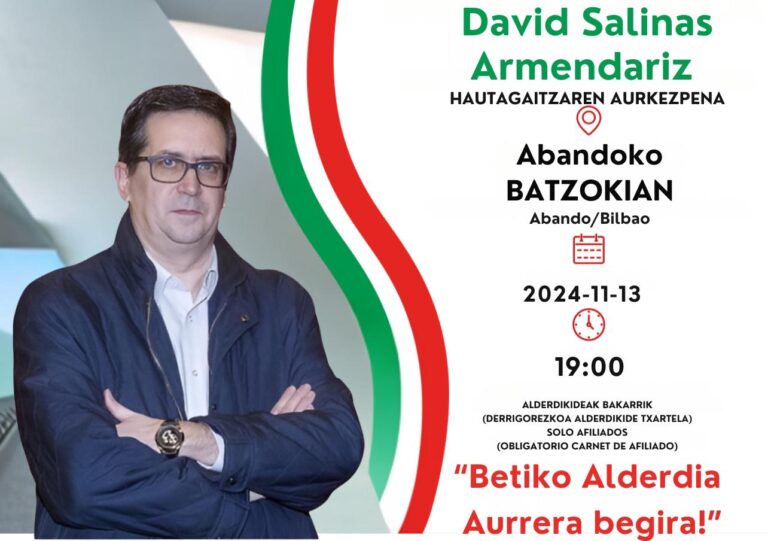 David Salinas
Armendariz
HAUTAGAITZAREN AURKEZPENA
Abandoko
BATZOKIAN
Abando/Bilbao
2024-11-13
19:00
ALDERDIKIDEAK BAKARRIK
(DERRIGOREZKOA ALDERDIKIDE TXARTELA)
SOLO AFILIADOS
(OBLIGATORIO CARNET DE AFILIADO)
“Betiko Alderdia
Aurrera begira!”